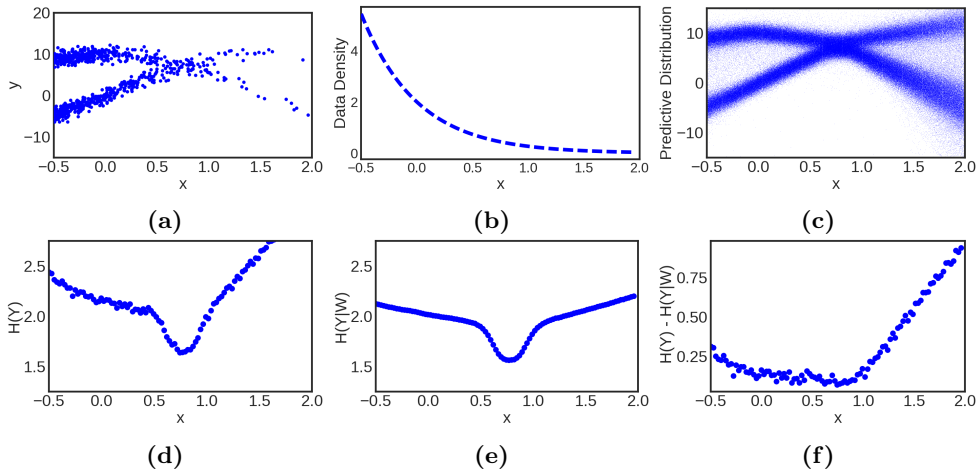 y
20
10
0
−10
−0.5 0.0 0.5 1.0 1.5 2.0
x
(a)
Data Density
4
2
0
−0.5 0.0 0.5 1.0 1.5 2.0
x
(b)
Predictive Distribution
10
0
−10
−0.5 0.0 0.5 1.0 1.5 2.0
x
(c)
H(Y)
2.5
2.0
1.5
−0.5 0.0 0.5 1.0 1.5 2.0
x
(d)
H(Y|W)
2.5
2.0
1.5
−0.5 0.0 0.5 1.0 1.5 2.0
x
(e)
H(Y) - H(Y|W)
0.75
0.50
0.25
−0.5 0.0 0.5 1.0 1.5 2.0
x
(f)